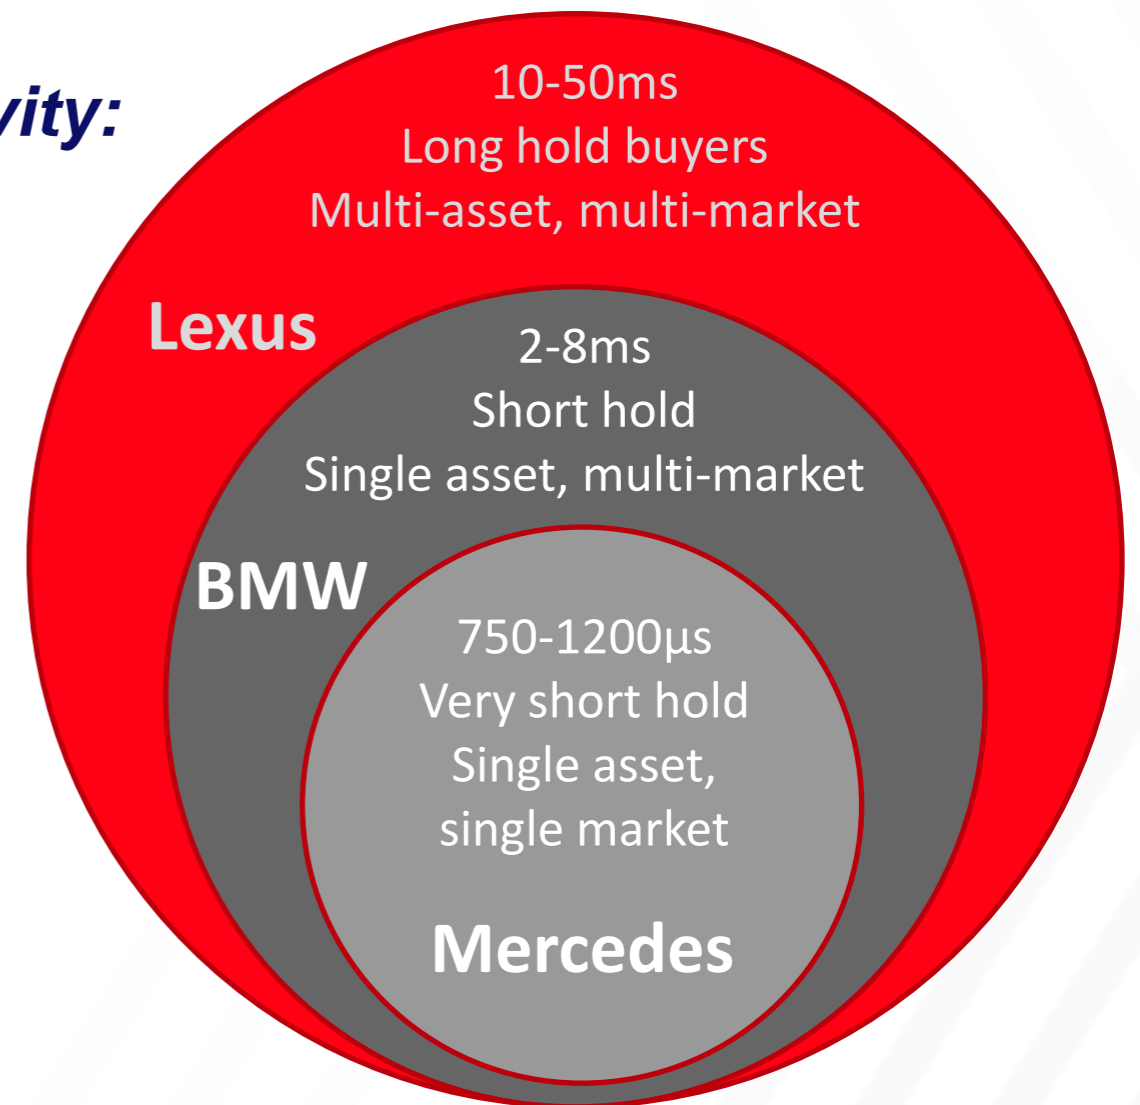 vity:
10-50ms
Long hold buyers
Multi-asset, multi-market
Lexus
2-8ms
Short hold
Single asset, multi-market
BMW
750-1200µs
Very short hold
Single asset,
single market
Mercedes